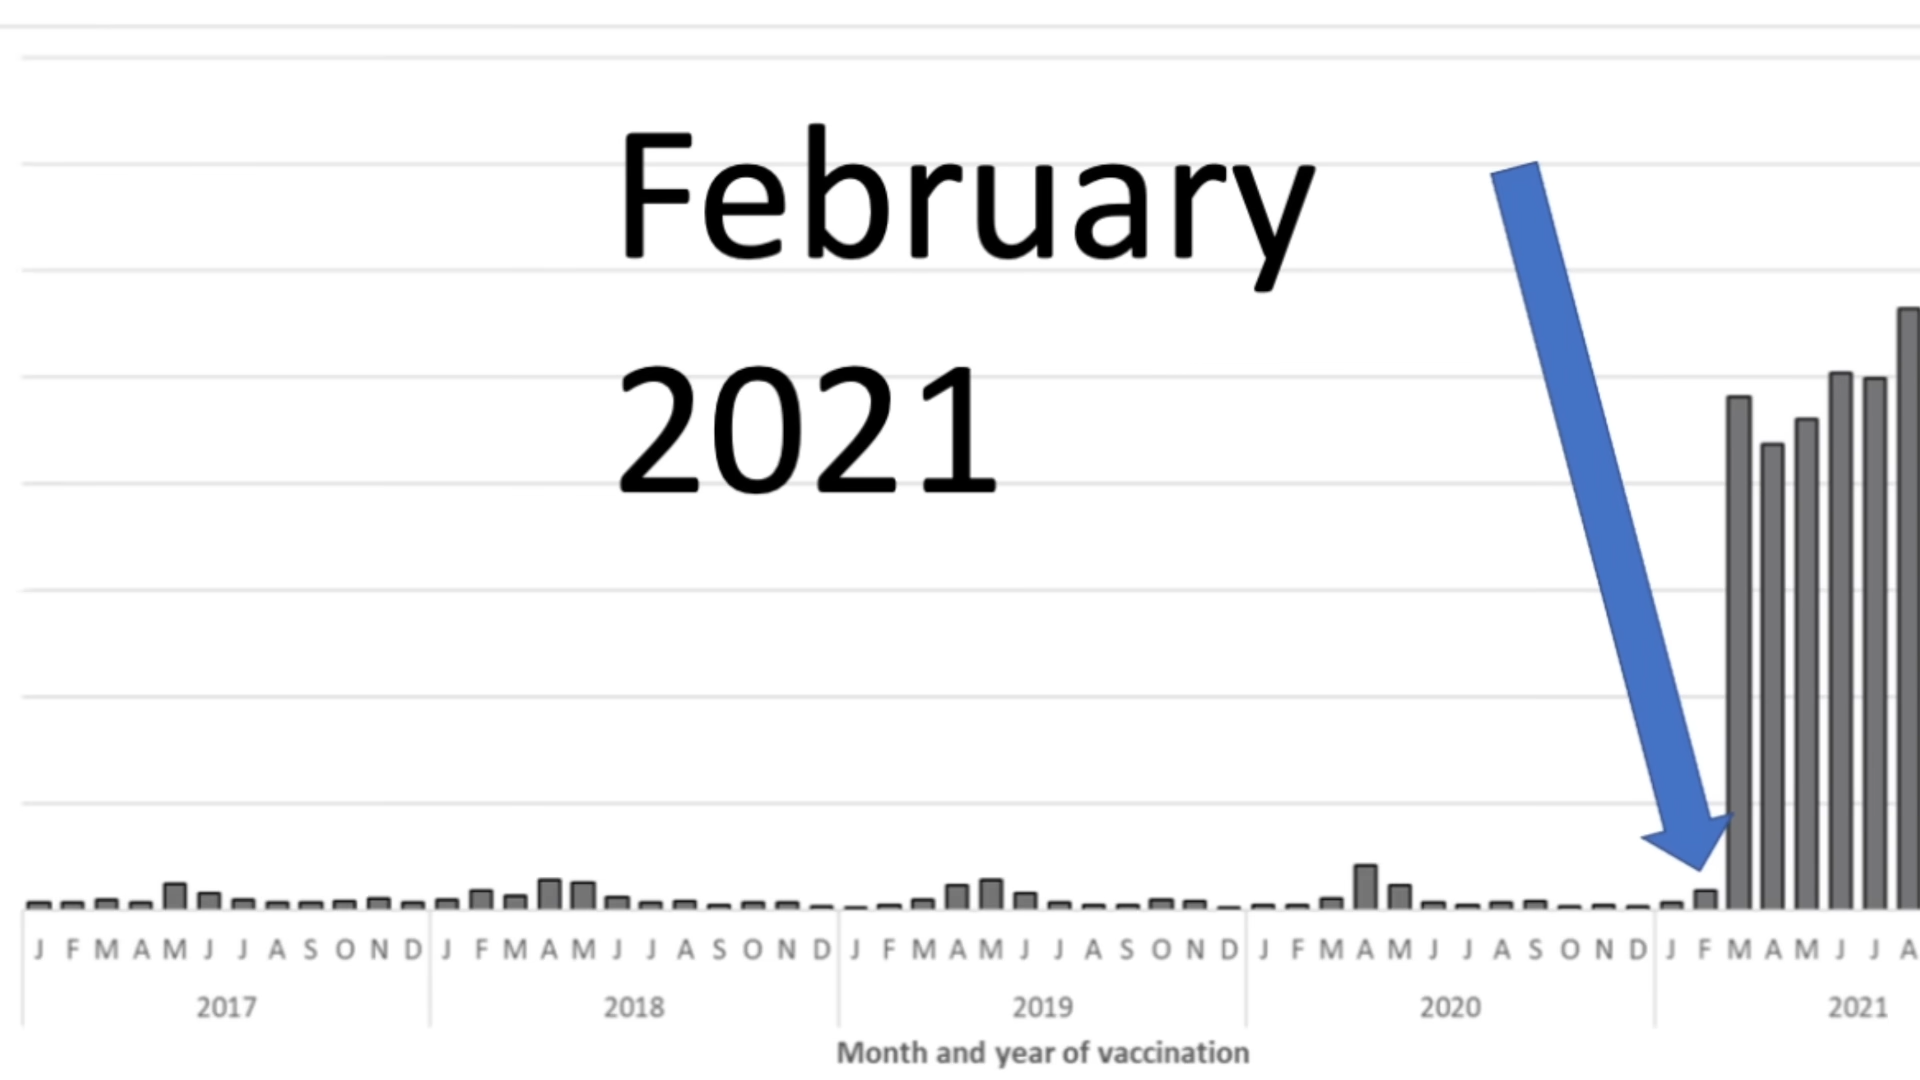 February
2021
J F M A M J J A S O N D J F M A M J J A S O N D J F M A M J J A S O N D J F M A M J J A S O N D J F M A M J J A
2017 2018 2019 2020 2021
Month and year of vaccination